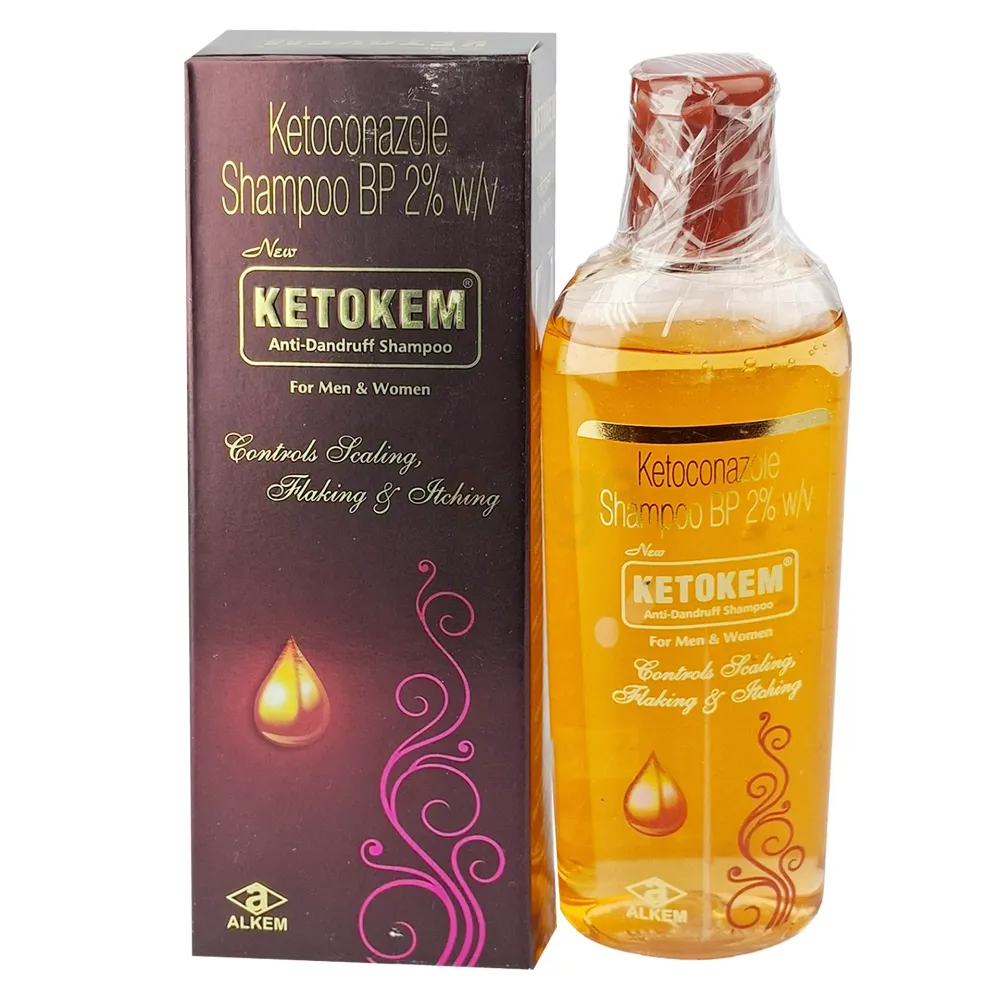 Ketoconazole
Shampoo BP 2% w/v
New
KETOKEM®
Anti-Dandruff Shampoo
For Men & Women
Controls Scaling,
Flaking & Itching
a
ALKEM
Ketoconazole
Shampoo BP 2% w/v
New
KETOKEM®
Anti-Dandruff Shampoo
For Men & Women
Controls Scaling,
Flaking & Itching
a
ALKEM